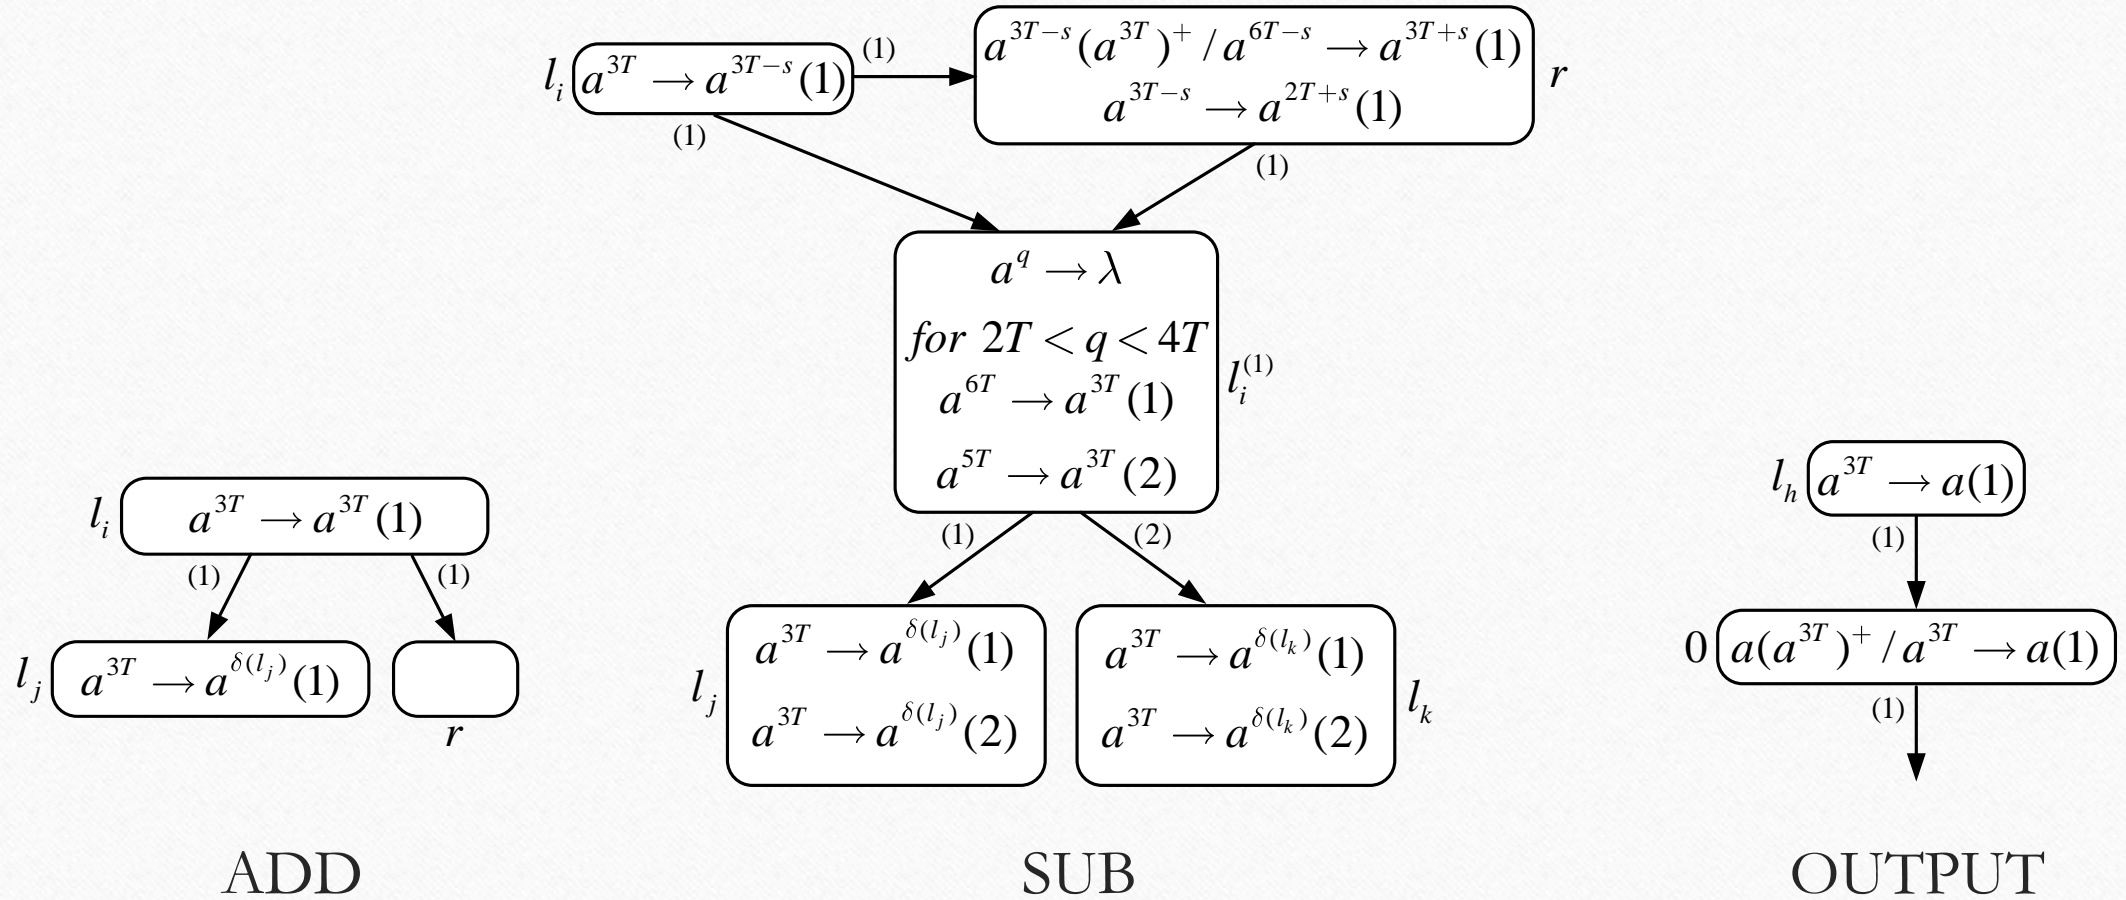 l_i a^{3T} → a^{3T}(1)
(1) (1)
l_j a^{3T} → a^{δ(l_j)}(1)
r
ADD
l_i a^{3T} → a^{3T-s}(1)
(1)
(1)
a^{3T-s}(a^{3T})^+ / a^{6T-s} → a^{3T+s}(1)
a^{3T-s} → a^{2T+s}(1)
r
(1)
a^q → λ
for 2T < q < 4T
a^{6T} → a^{3T}(1)
a^{5T} → a^{3T}(2)
l_i^{(1)}
(1) (2)
l_j
a^{3T} → a^{δ(l_j)}(1)
a^{3T} → a^{δ(l_j)}(2)
a^{3T} → a^{δ(l_k)}(1)
a^{3T} → a^{δ(l_k)}(2)
l_k
SUB
l_h a^{3T} → a(1)
(1)
0 a(a^{3T})^+ / a^{3T} → a(1)
(1)
OUTPUT